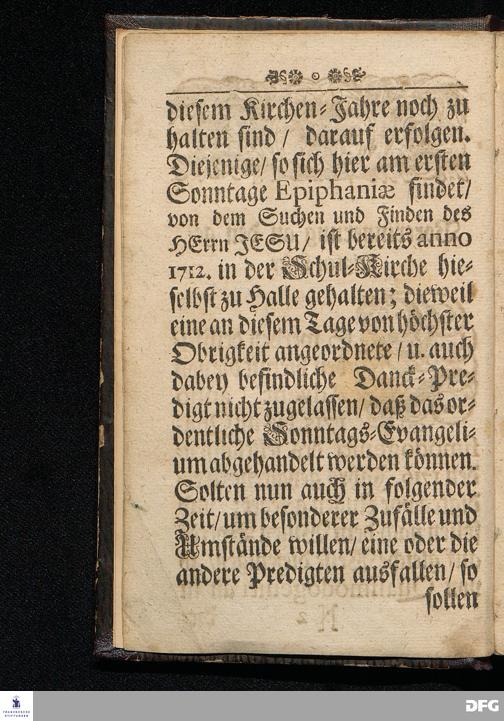 diesem Kirchen-Jahre noch zu
halten sind / darauf erfolgen.
Diejenige / so sich hier am ersten
Sonntage Epiphaniæ findet /
von dem Suchen und Finden des
HErrn JESU / ist bereits anno
1712. in der Schul-Kirche hie-
selbst zu Halle gehalten; dieweil
eine an diesem Tage von höchster
Obrigkeit angeordnete / u. auch
dabey befindliche Danck-Pre-
digt nicht zugelassen / daß das or-
dentliche Sonntags-Evangeli-
um abgehandelt werden können.
Solten nun auch in folgender
Zeit / um besonderer Zufälle und
Umstände willen / eine oder die
andere Predigten ausfallen / so
sollen
FRANCKESCHE
STIFTUNGEN
DFG